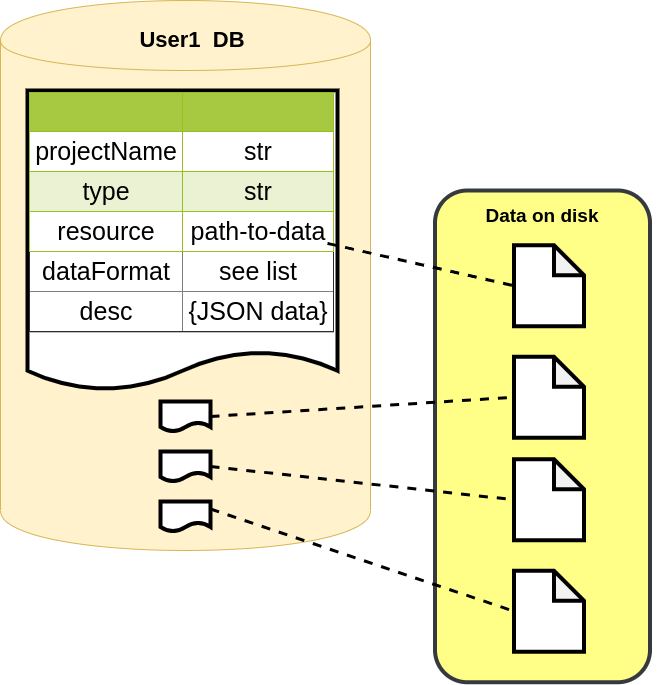 User1 DB
projectName str
type str
resource path-to-data
dataFormat see list
desc {JSON data}
Data on disk